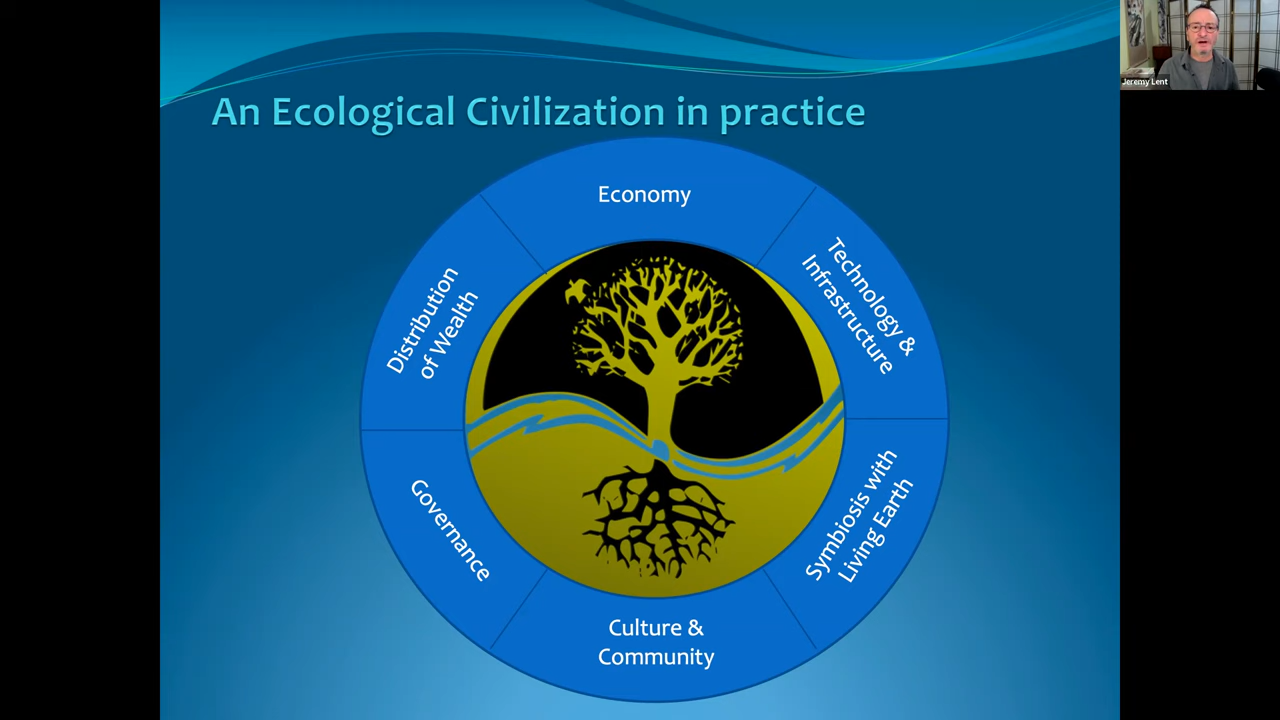 An Ecological Civilization in practice
Economy
Technology &
Infrastructure
Symbiosis with
Living Earth
Culture &
Community
Governance
Distribution
of Wealth
Jeremy Lent